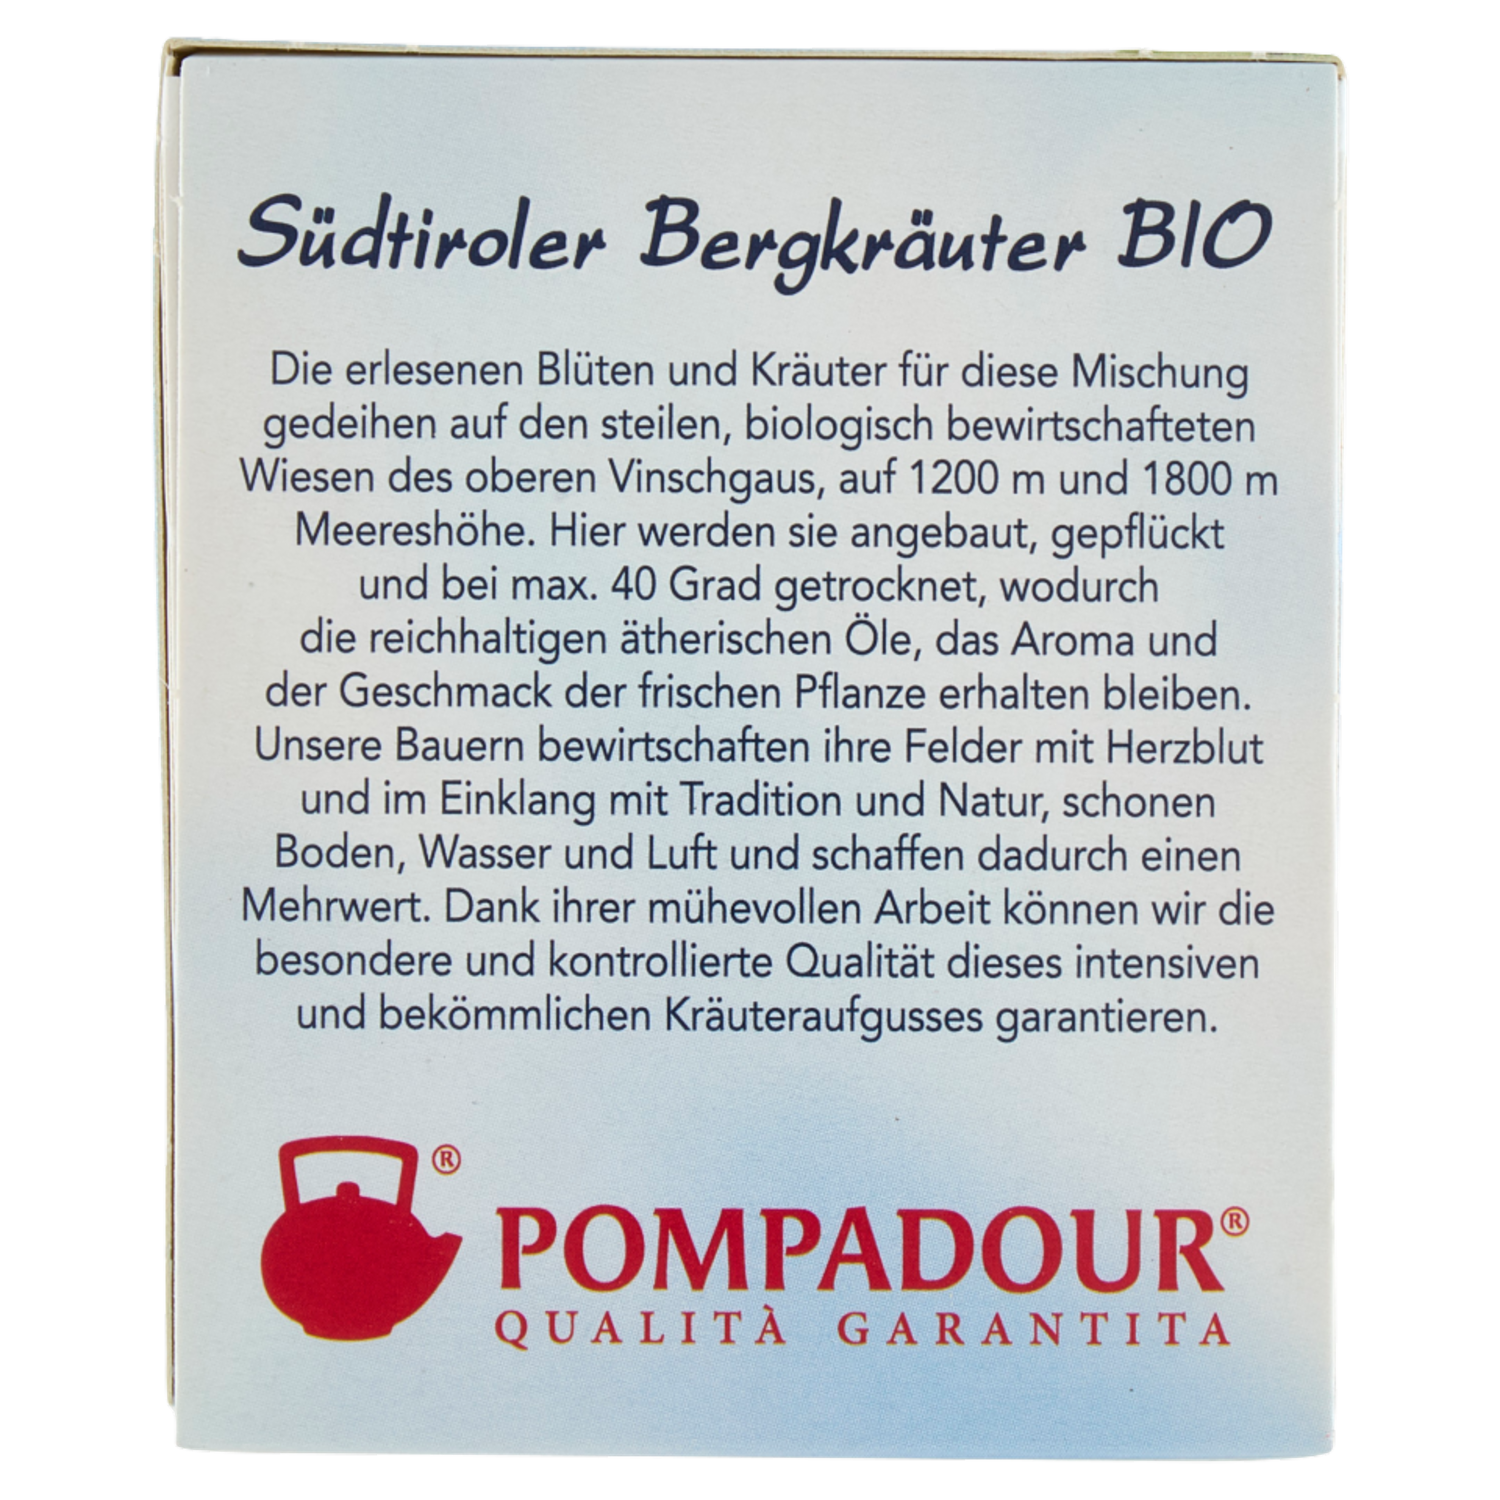 Südtiroler Bergkräuter BIO
Die erlesenen Blüten und Kräuter für diese Mischung
gedeihen auf den steilen, biologisch bewirtschafteten
Wiesen des oberen Vinschgaus, auf 1200 m und 1800 m
Meereshöhe. Hier werden sie angebaut, gepflückt
und bei max. 40 Grad getrocknet, wodurch
die reichhaltigen ätherischen Öle, das Aroma und
der Geschmack der frischen Pflanze erhalten bleiben.
Unsere Bauern bewirtschaften ihre Felder mit Herzblut
und im Einklang mit Tradition und Natur, schonen
Boden, Wasser und Luft und schaffen dadurch einen
Mehrwert. Dank ihrer mühevollen Arbeit können wir die
besondere und kontrollierte Qualität dieses intensiven
und bekömmlichen Kräuteraufgusses garantieren.
®
POMPADOUR®
QUALITÀ GARANTITA